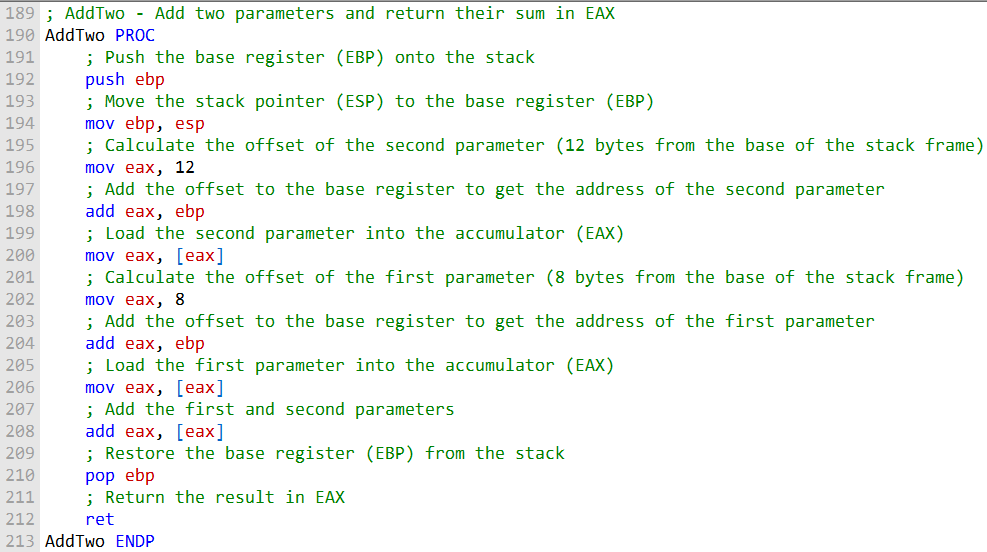 189 ; AddTwo - Add two parameters and return their sum in EAX
190 AddTwo PROC
191     ; Push the base register (EBP) onto the stack
192     push ebp
193     ; Move the stack pointer (ESP) to the base register (EBP)
194     mov ebp, esp
195     ; Calculate the offset of the second parameter (12 bytes from the base of the stack frame)
196     mov eax, 12
197     ; Add the offset to the base register to get the address of the second parameter
198     add eax, ebp
199     ; Load the second parameter into the accumulator (EAX)
200     mov eax, [eax]
201     ; Calculate the offset of the first parameter (8 bytes from the base of the stack frame)
202     mov eax, 8
203     ; Add the offset to the base register to get the address of the first parameter
204     add eax, ebp
205     ; Load the first parameter into the accumulator (EAX)
206     mov eax, [eax]
207     ; Add the first and second parameters
208     add eax, [eax]
209     ; Restore the base register (EBP) from the stack
210     pop ebp
211     ; Return the result in EAX
212     ret
213 AddTwo ENDP